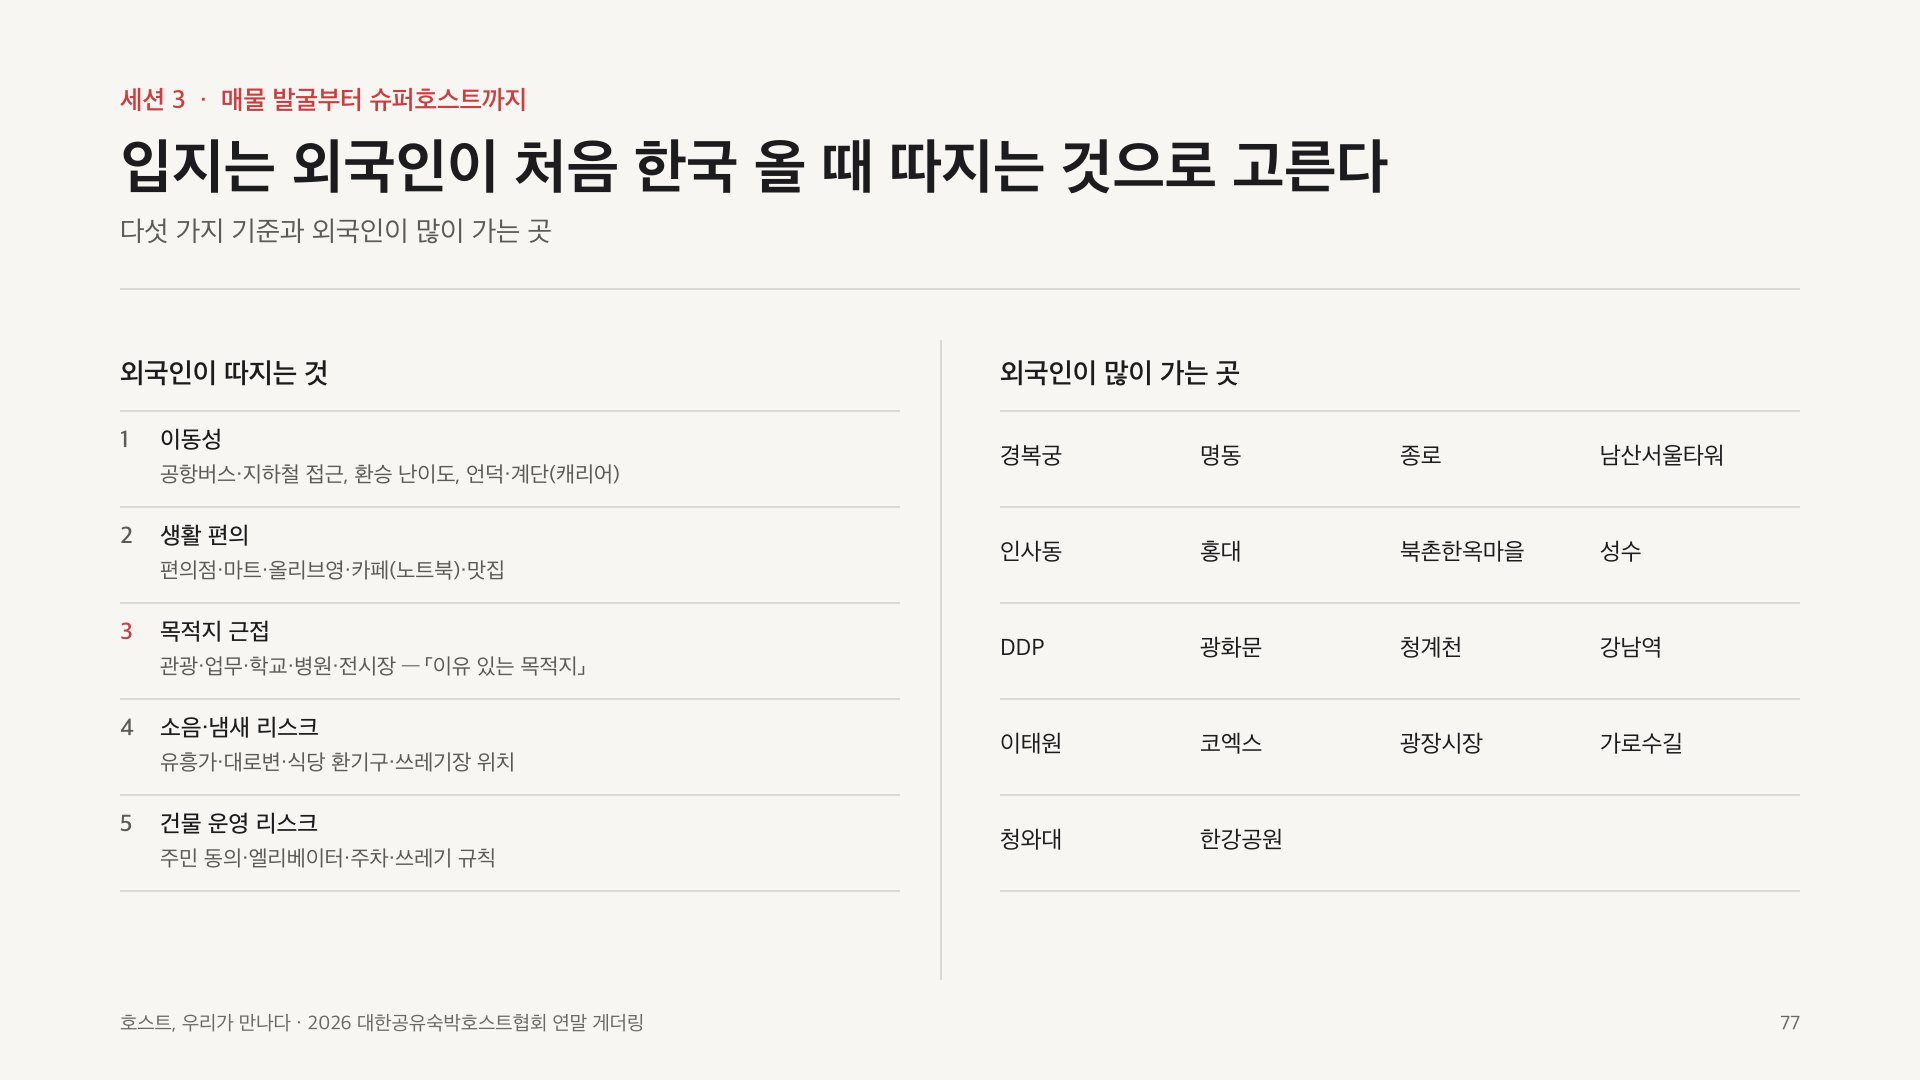 세션 3 · 매물 발굴부터 슈퍼호스트까지
입지는 외국인이 처음 한국 올 때 따지는 것으로 고른다
다섯 가지 기준과 외국인이 많이 가는 곳
외국인이 따지는 것
1 이동성
공항버스·지하철 접근, 환승 난이도, 언덕·계단(캐리어)
2 생활 편의
편의점·마트·올리브영·카페(노트북)·맛집
3 목적지 근접
관광·업무·학교·병원·전시장 — 「이유 있는 목적지」
4 소음·냄새 리스크
유흥가·대로변·식당 환기구·쓰레기장 위치
5 건물 운영 리스크
주민 동의·엘리베이터·주차·쓰레기 규칙
외국인이 많이 가는 곳
경복궁 명동 종로 남산서울타워
인사동 홍대 북촌한옥마을 성수
DDP 광화문 청계천 강남역
이태원 코엑스 광장시장 가로수길
청와대 한강공원
호스트, 우리가 만나다 · 2026 대한공유숙박호스트협회 연말 게더링
77